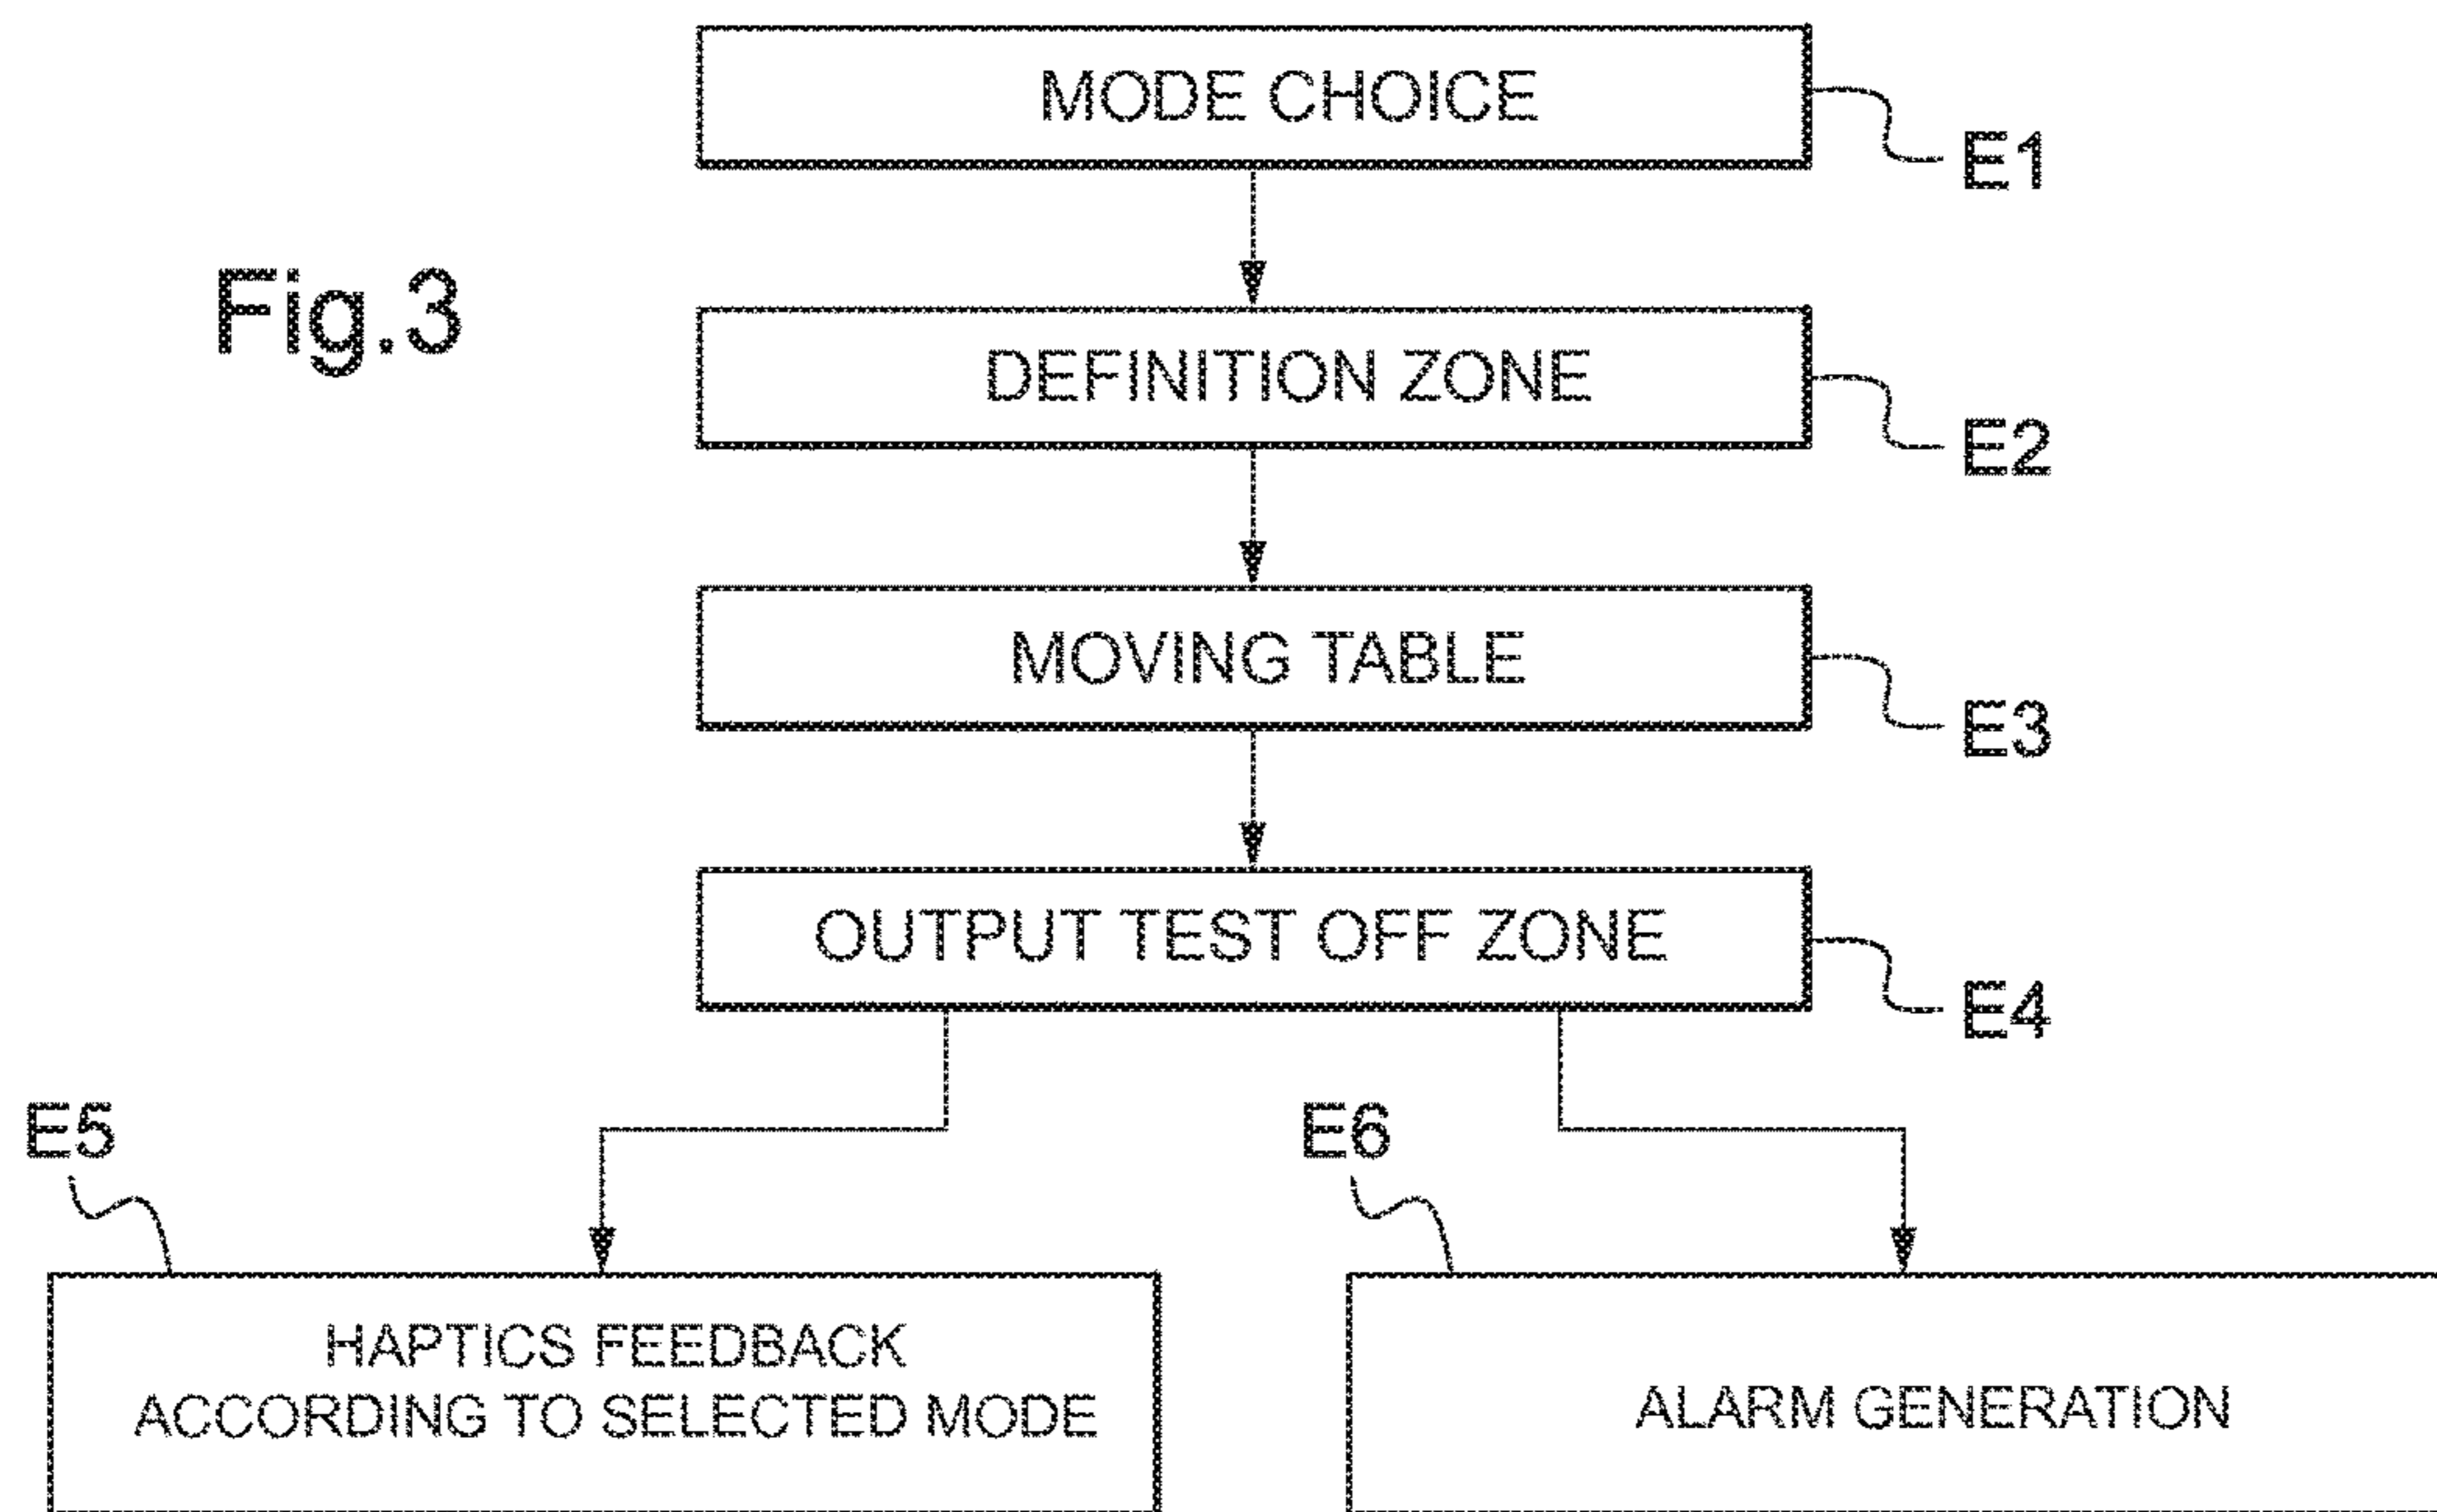 MODE CHOICE
E1
Fig.3
DEFINITION ZONE
E2
MOVING TABLE
E3
OUTPUT TEST OFF ZONE
E4
E5
E6
HAPTICS FEEDBACK
ACCORDING TO SELECTED MODE
ALARM GENERATION